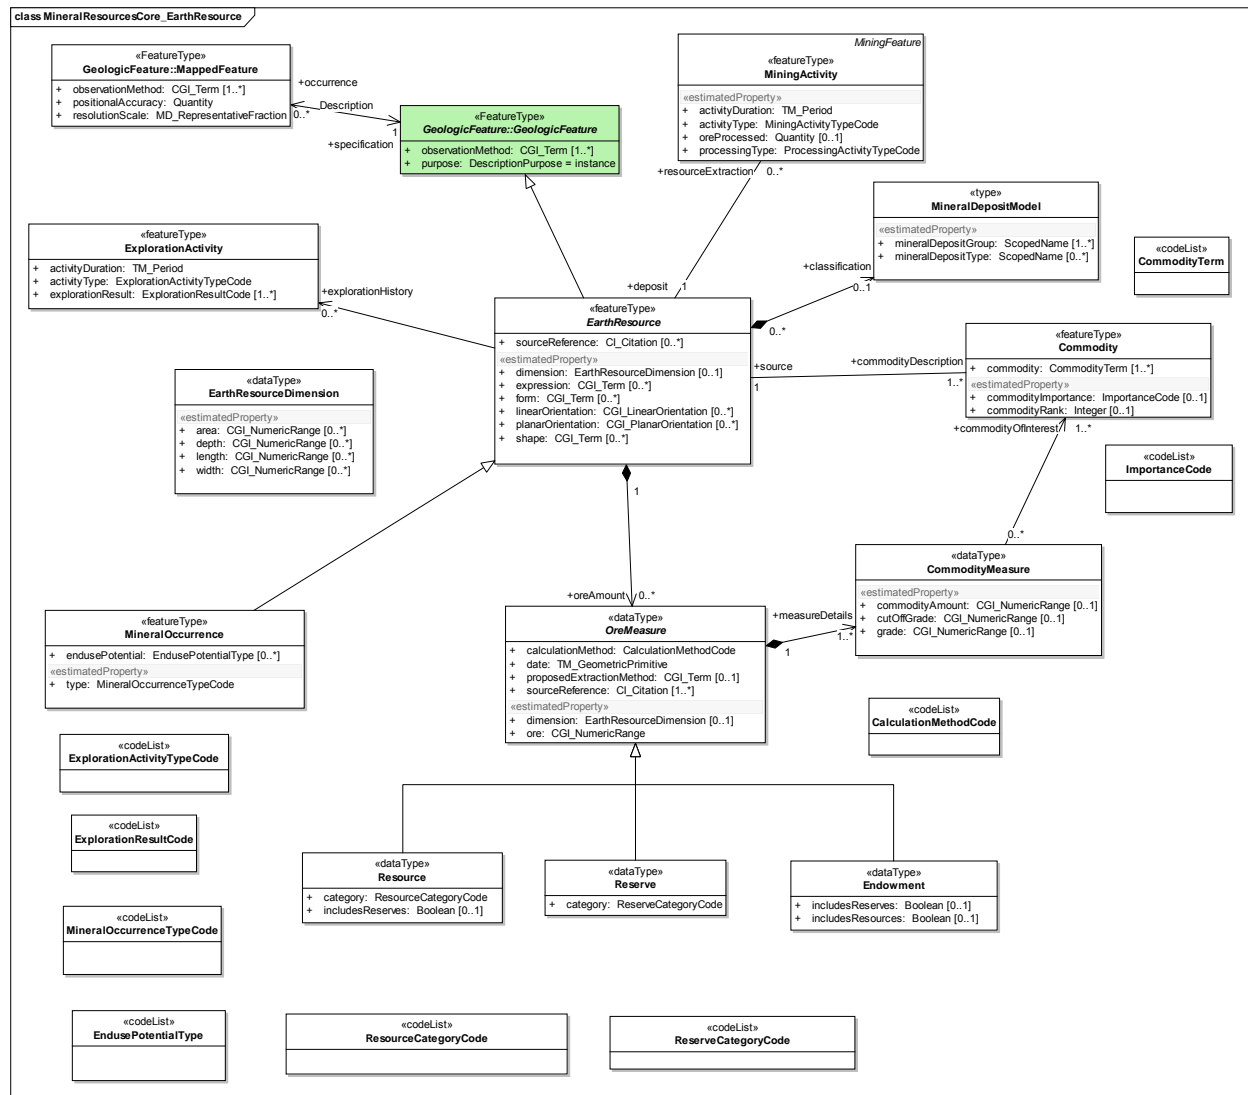 class MineralResourcesCore_EarthResource
«FeatureType»
GeologicFeature::MappedFeature
+ observationMethod: CGI_Term [1..*]
+ positionalAccuracy: Quantity
+ resolutionScale: MD_RepresentativeFraction
+occurrence
0..*
Description
1
+specification
«FeatureType»
GeologicFeature::GeologicFeature
+ observationMethod: CGI_Term [1..*]
+ purpose: DescriptionPurpose = instance
MiningFeature
«featureType»
MiningActivity
«estimatedProperty»
+ activityDuration: TM_Period
+ activityType: MiningActivityTypeCode
+ oreProcessed: Quantity [0..1]
+ processingType: ProcessingActivityTypeCode
+resourceExtraction 0..*
«type»
MineralDepositModel
«estimatedProperty»
+ mineralDepositGroup: ScopedName [1..*]
+ mineralDepositType: ScopedName [0..*]
«codeList»
CommodityTerm
«featureType»
ExplorationActivity
+ activityDuration: TM_Period
+ activityType: ExplorationActivityTypeCode
+ explorationResult: ExplorationResultCode [1..*]
+explorationHistory
0..*
+deposit 1
+classification
0..1
0..*
«featureType»
EarthResource
+ sourceReference: CI_Citation [0..*]
«estimatedProperty»
+ dimension: EarthResourceDimension [0..1]
+ expression: CGI_Term [0..*]
+ form: CGI_Term [0..*]
+ linearOrientation: CGI_LinearOrientation [0..*]
+ planarOrientation: CGI_PlanarOrientation [0..*]
+ shape: CGI_Term [0..*]
+source
1
+commodityDescription
1..*
«featureType»
Commodity
+ commodity: CommodityTerm [1..*]
«estimatedProperty»
+ commodityImportance: ImportanceCode [0..1]
+ commodityRank: Integer [0..1]
+commodityOfInterest 1..*
«dataType»
EarthResourceDimension
«estimatedProperty»
+ area: CGI_NumericRange [0..*]
+ depth: CGI_NumericRange [0..*]
+ length: CGI_NumericRange [0..*]
+ width: CGI_NumericRange [0..*]
«codeList»
ImportanceCode
1
0..*
«dataType»
CommodityMeasure
«estimatedProperty»
+ commodityAmount: CGI_NumericRange [0..1]
+ cutOffGrade: CGI_NumericRange [0..1]
+ grade: CGI_NumericRange [0..1]
+oreAmount 0..*
+measureDetails
1..*
1
«featureType»
MineralOccurrence
+ endusePotential: EndusePotentialType [0..*]
«estimatedProperty»
+ type: MineralOccurrenceTypeCode
«dataType»
OreMeasure
+ calculationMethod: CalculationMethodCode
+ date: TM_GeometricPrimitive
+ proposedExtractionMethod: CGI_Term [0..1]
+ sourceReference: CI_Citation [1..*]
«estimatedProperty»
+ dimension: EarthResourceDimension [0..1]
+ ore: CGI_NumericRange
«codeList»
CalculationMethodCode
«codeList»
ExplorationActivityTypeCode
«codeList»
ExplorationResultCode
«dataType»
Resource
+ category: ResourceCategoryCode
+ includesReserves: Boolean [0..1]
«dataType»
Reserve
+ category: ReserveCategoryCode
«dataType»
Endowment
+ includesReserves: Boolean [0..1]
+ includesResources: Boolean [0..1]
«codeList»
MineralOccurrenceTypeCode
«codeList»
EndusePotentialType
«codeList»
ResourceCategoryCode
«codeList»
ReserveCategoryCode